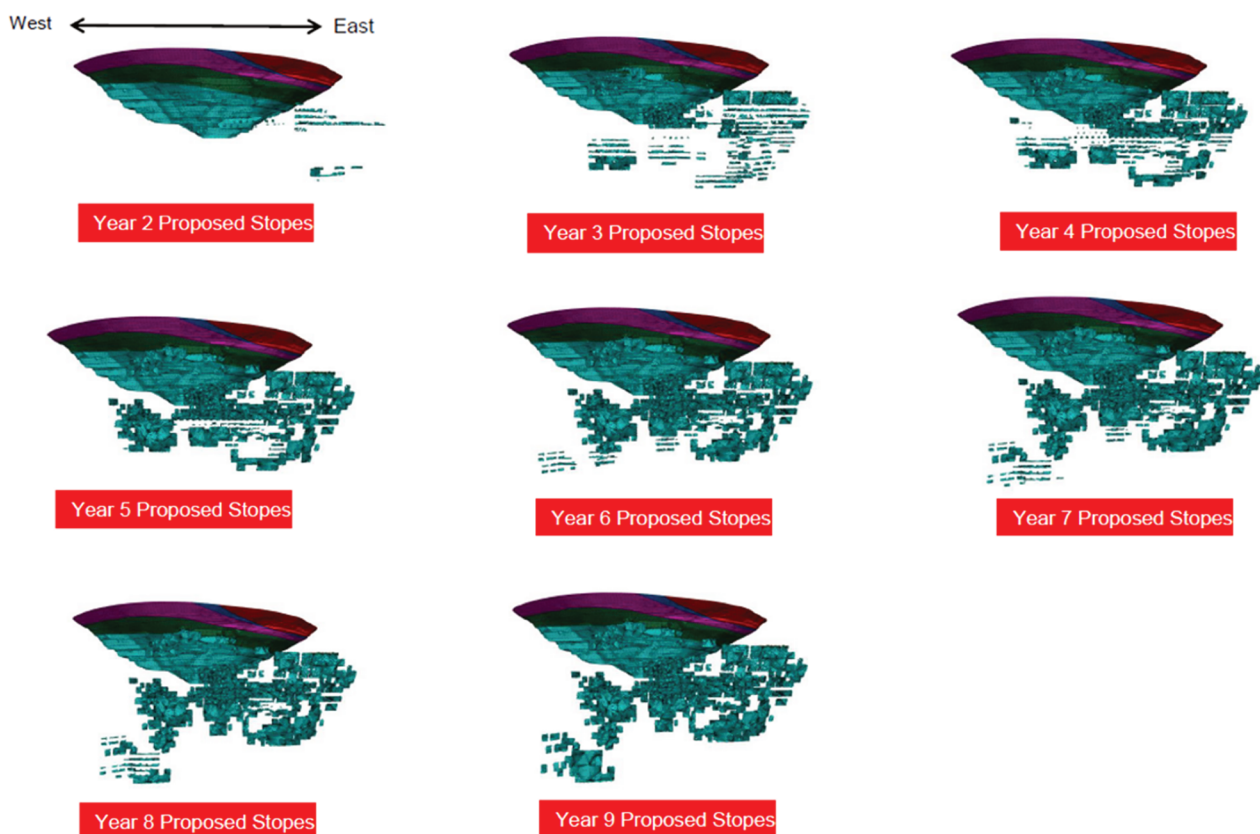 West East
Year 2 Proposed Stopes
Year 3 Proposed Stopes
Year 4 Proposed Stopes
Year 5 Proposed Stopes
Year 6 Proposed Stopes
Year 7 Proposed Stopes
Year 8 Proposed Stopes
Year 9 Proposed Stopes